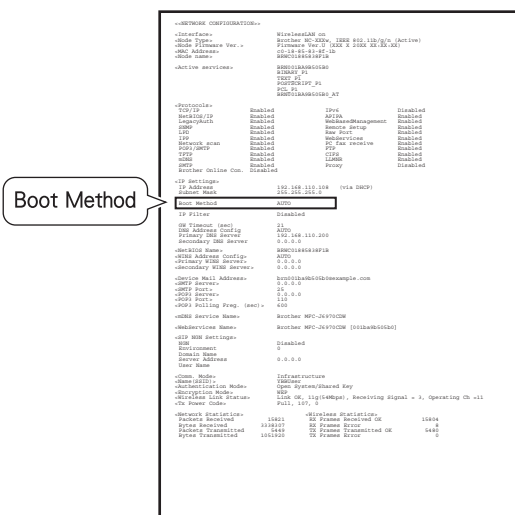 <<NETWORK CONFIGURATION>>
<Interface> WirelessLAN on
<Node Type> Brother NC-XXXw, IEEE 802.11b/g/n (Active)
<Node Firmware Ver.> Firmware Ver.U (XXX X 20XX XX:XX:XX)
<MAC Address> c0-18-85-83-8f-1b
<Node name> BRWC01885838F1B
<Active services> BRN001BA9B505B0
BINARY_P1
TEXT_P1
POSTSCRIPT_P1
PCL_P1
BRN001BA9B505B0_AT
<Protocols>
TCP/IP Enabled IPv6 Disabled
NetBIOS/IP Enabled APIPA Enabled
LegacyAuth Enabled WebBasedManagement Enabled
SNMP Enabled Remote Setup Enabled
LPD Enabled Raw Port Enabled
IPP Enabled WebServices Enabled
Network scan Enabled PC fax receive Enabled
POP3/SMTP Enabled FTP Enabled
TFTP Enabled CIFS Enabled
mDNS Enabled LLMNR Enabled
SMTP Enabled Proxy Disabled
Brother Online Con. Disabled
<IP Settings>
IP Address 192.168.110.108 (via DHCP)
Subnet Mask 255.255.255.0
Boot Method
Boot Method AUTO
IP Filter Disabled
GW Timeout (sec) 21
DNS Address Config AUTO
Primary DNS Server 192.168.110.200
Secondary DNS Server 0.0.0.0
<NetBIOS Name> BRWC01885838F1B
<WINS Address Config> AUTO
<Primary WINS Server> 0.0.0.0
<Secondary WINS Server> 0.0.0.0
<Device Mail Address> brn001ba9b505b0@example.com
<SMTP Server> 0.0.0.0
<SMTP Port> 25
<POP3 Server> 0.0.0.0
<POP3 Port> 110
<POP3 Polling Freq. (sec)> 600
<mDNS Service Name> Brother MFC-J6970CDW
<WebServices Name> Brother MFC-J6970CDW [001ba9b505b0]
<SIP NGN Settings>
NGN Disabled
Environment 0
Domain Name
Server Address 0.0.0.0
User Name
<Comm. Mode> Infrastructure
<Name(SSID)> YBBUser
<Authentication Mode> Open System/Shared Key
<Encryption Mode> WEP
<Wireless Link Status> Link OK, 11g(54Mbps), Receiving Signal = 3, Operating Ch =11
<Tx Power Code> Full, 107, 0
<Network Statistics> <Wireless Statistics>
Packets Received 15821 RX Frames Received OK 15804
Bytes Received 3338307 RX Frames Error 8
Packets Transmitted 5449 TX Frames Transmitted OK 5480
Bytes Transmitted 1051820 TX Frames Error 0